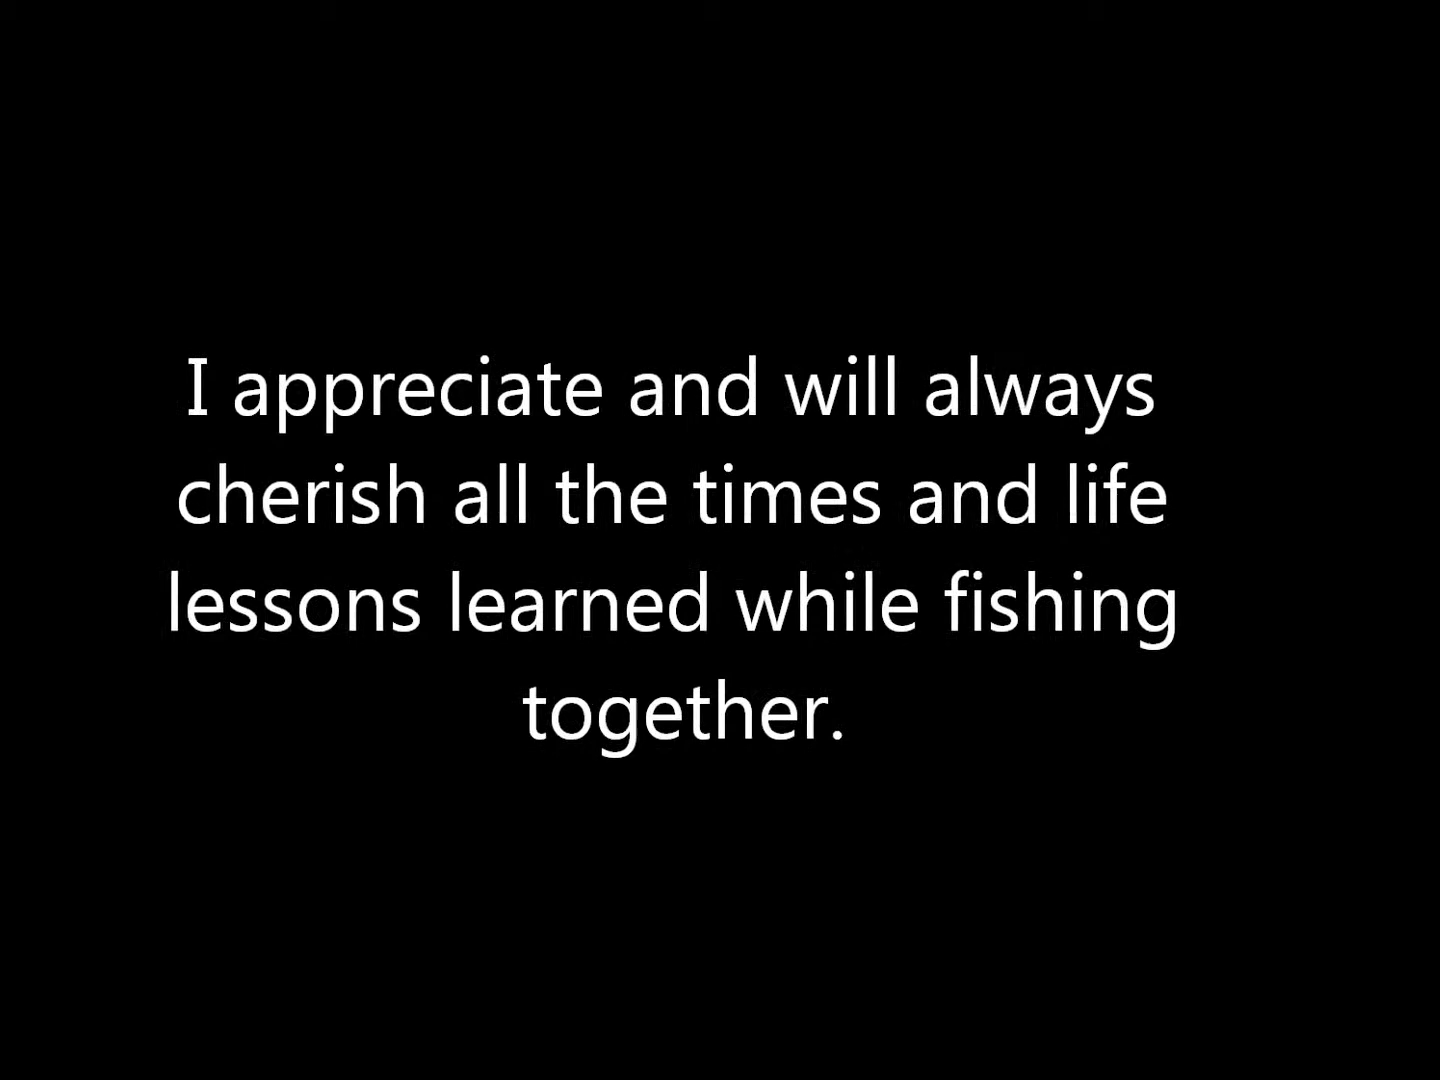 I appreciate and will always
cherish all the times and life
lessons learned while fishing
together.